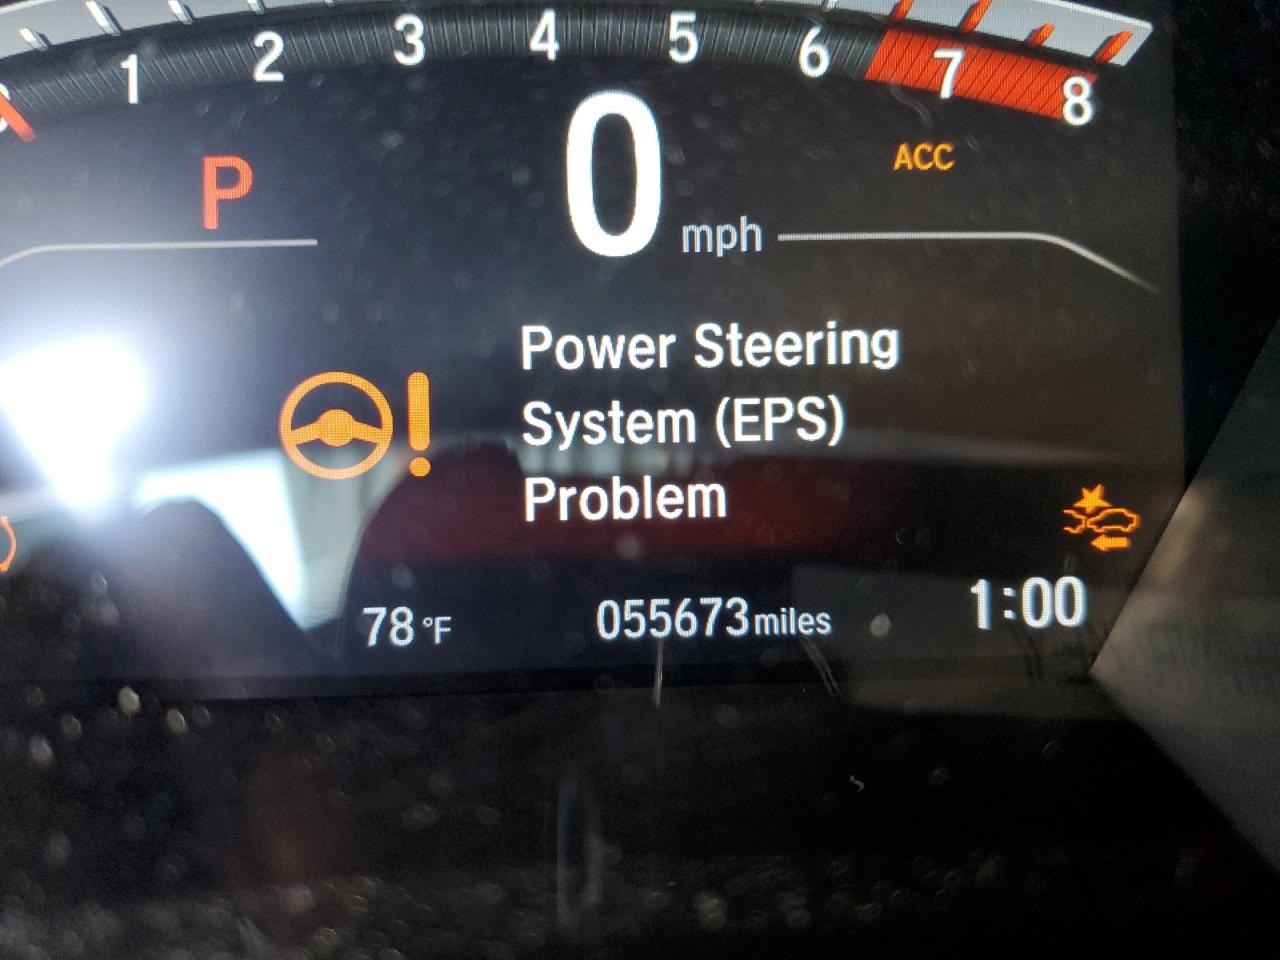 1 2 3 4 5 6 7 8
P
0 mph
ACC
Power Steering
System (EPS)
Problem
78 °F
055673 miles
1:00